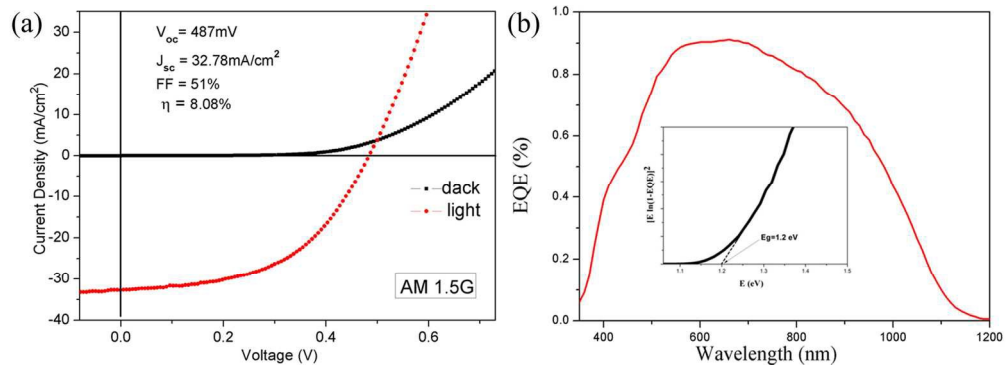 (a)
V_oc = 487mV
J_sc = 32.78mA/cm²
FF = 51%
η = 8.08%
30
20
10
0
-10
-20
-30
-40
Current Density (mA/cm²)
dack
light
AM 1.5G
0.0 0.2 0.4 0.6
Voltage (V)
(b)
1.0
0.8
0.6
0.4
0.2
0.0
EQE (%)
[E ln(1-EQE)]²
Eg=1.2 eV
1.1 1.2 1.3 1.4 1.5
E (eV)
400 600 800 1000 1200
Wavelength (nm)